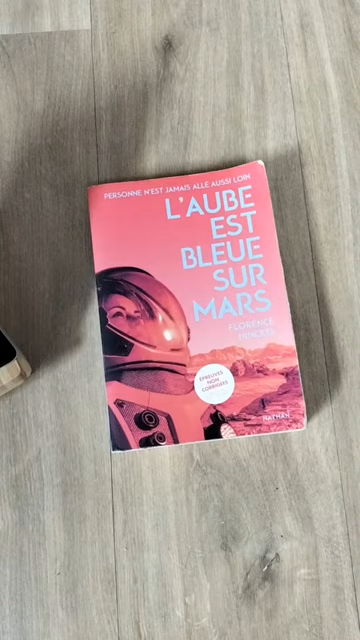 PERSONNE N'EST JAMAIS ALLÉ AUSSI LOIN
L'AUBE
EST
BLEUE
SUR
MARS
FLORENCE
HINCKEL
ÉPREUVES
NON
CORRIGÉES
NATHAN